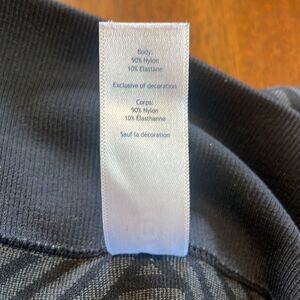 Body:
90% Nylon
10% Elastane
Exclusive of decoration
Corps:
90% Nylon
10% Élasthanne
Sauf la décoration